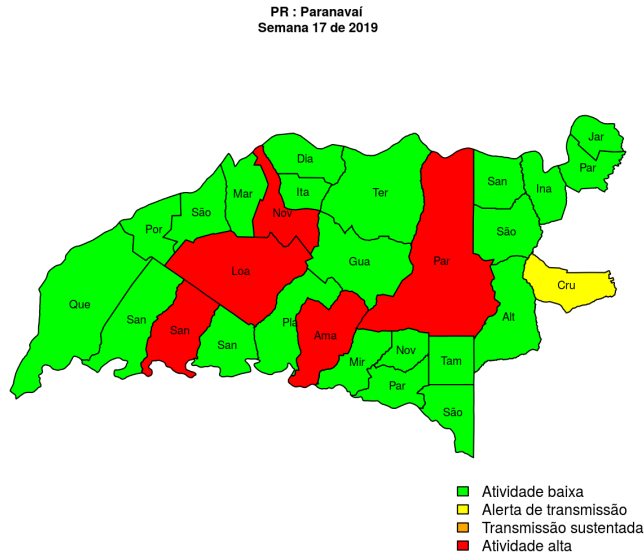 PR : Paranavaí
Semana 17 de 2019
Jar
Par
Dia
San
Ina
Mar
Ita
Ter
São
Nov
Por
São
Gua
Par
Loa
Cru
Que
San
San
San
Pla
Ama
Alt
Mir
Nov
Tam
Par
São
Atividade baixa
Alerta de transmissão
Transmissão sustentada
Atividade alta